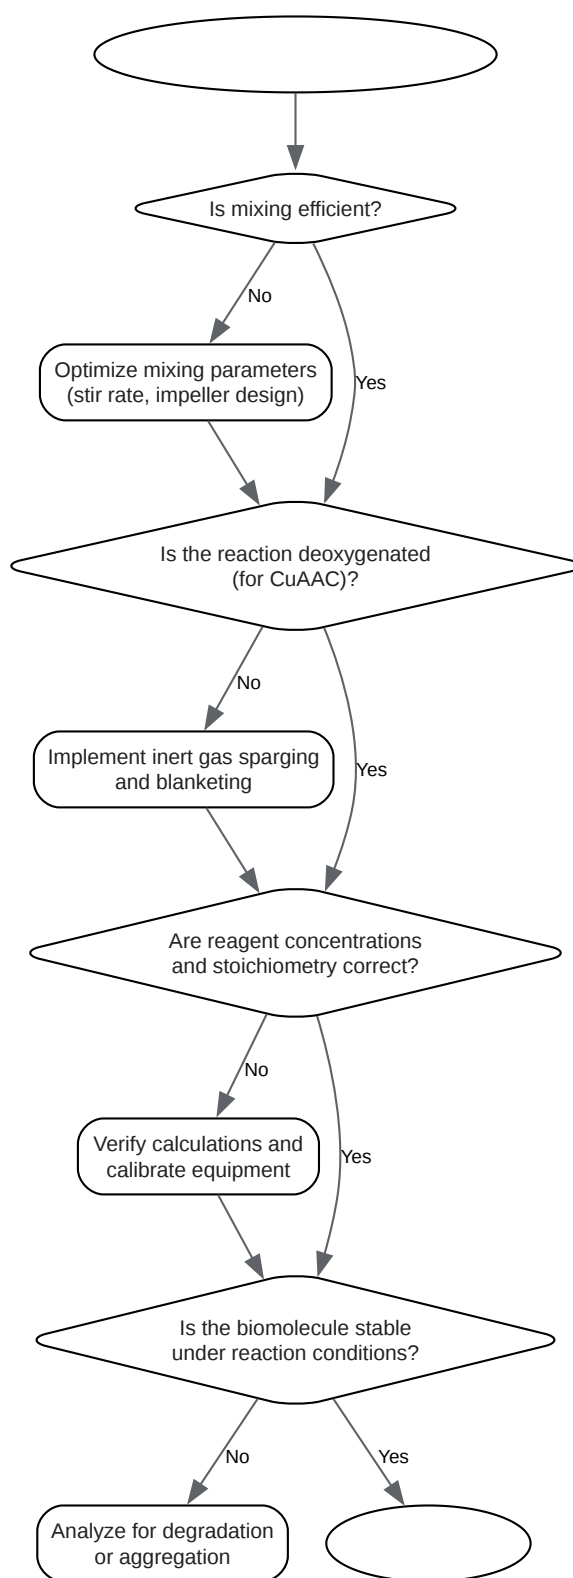 Is mixing efficient?
No
Optimize mixing parameters
(stir rate, impeller design)
Yes
Is the reaction deoxygenated
(for CuAAC)?
No
Implement inert gas sparging
and blanketing
Yes
Are reagent concentrations
and stoichiometry correct?
No
Verify calculations and
calibrate equipment
Yes
Is the biomolecule stable
under reaction conditions?
No
Yes
Analyze for degradation
or aggregation